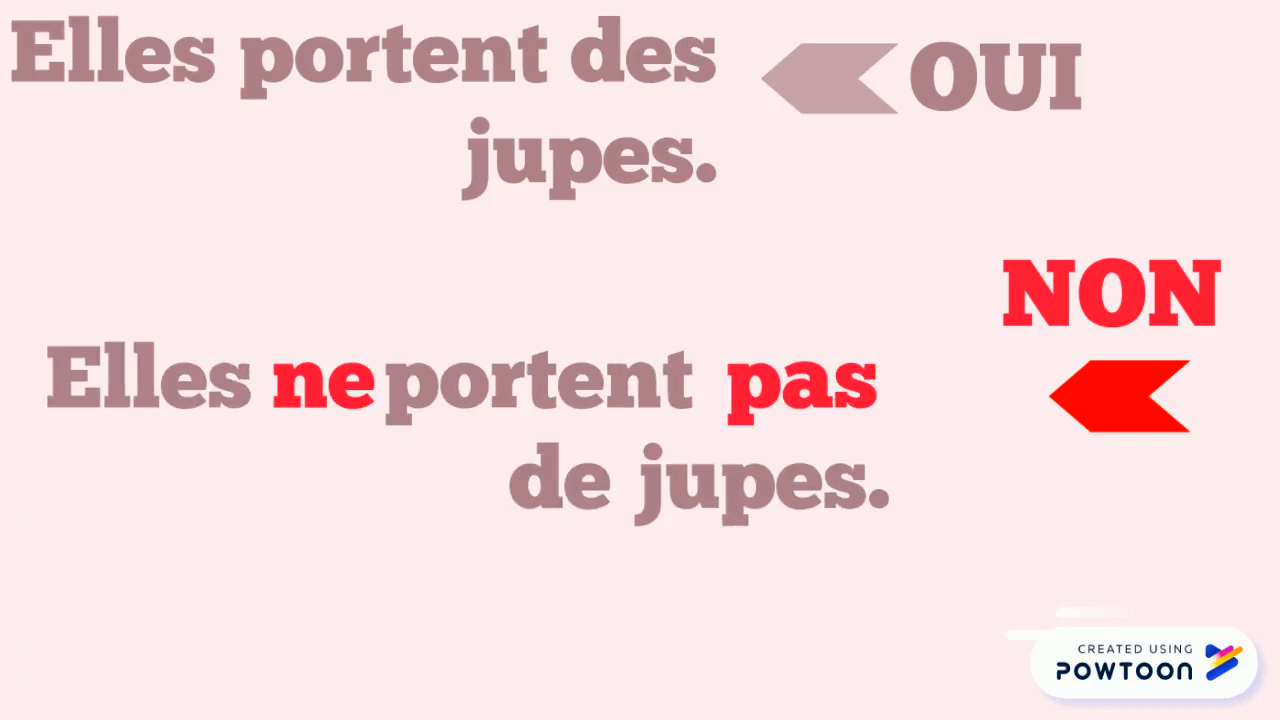 Elles portent des
jupes.
OUI
NON
Elles ne portent pas
de jupes.
CREATED USING
POWTOON